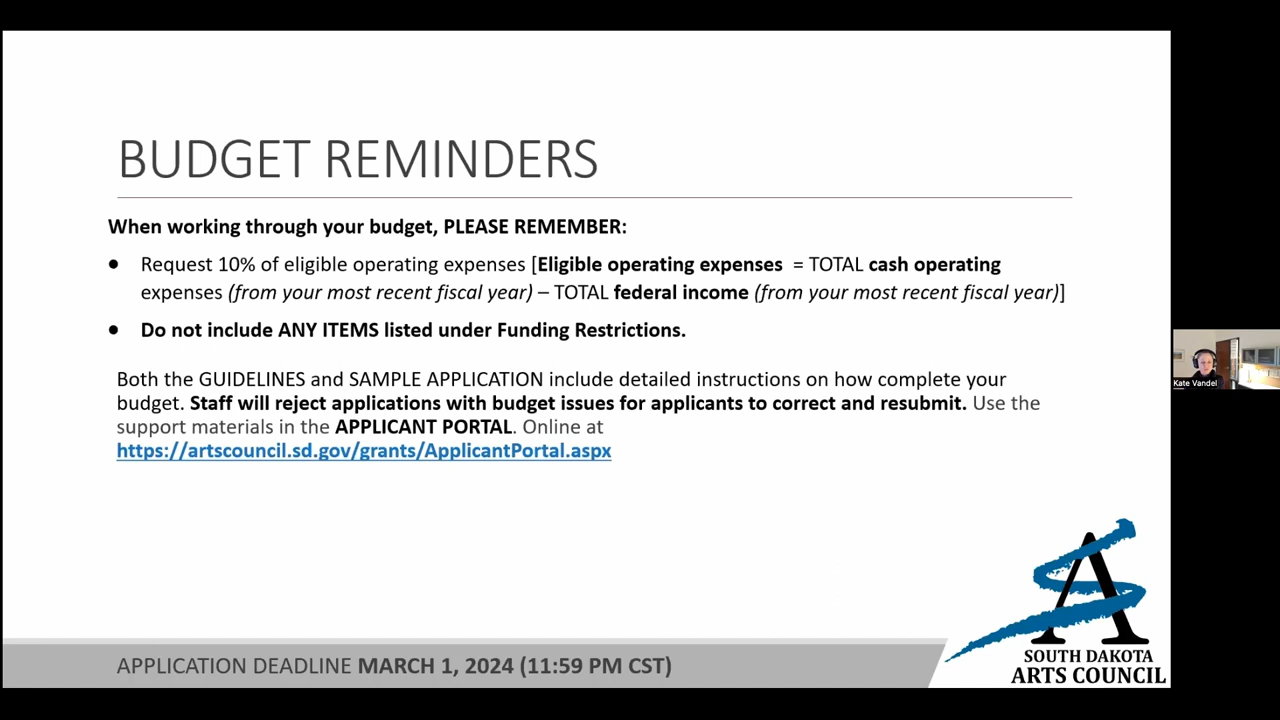 BUDGET REMINDERS
When working through your budget, PLEASE REMEMBER:
● Request 10% of eligible operating expenses [Eligible operating expenses = TOTAL cash operating
expenses (from your most recent fiscal year) – TOTAL federal income (from your most recent fiscal year)]
● Do not include ANY ITEMS listed under Funding Restrictions.
Both the GUIDELINES and SAMPLE APPLICATION include detailed instructions on how complete your
budget. Staff will reject applications with budget issues for applicants to correct and resubmit. Use the
support materials in the APPLICANT PORTAL. Online at
https://artscouncil.sd.gov/grants/ApplicantPortal.aspx
Kate Vandel
APPLICATION DEADLINE MARCH 1, 2024 (11:59 PM CST)
SOUTH DAKOTA
ARTS COUNCIL